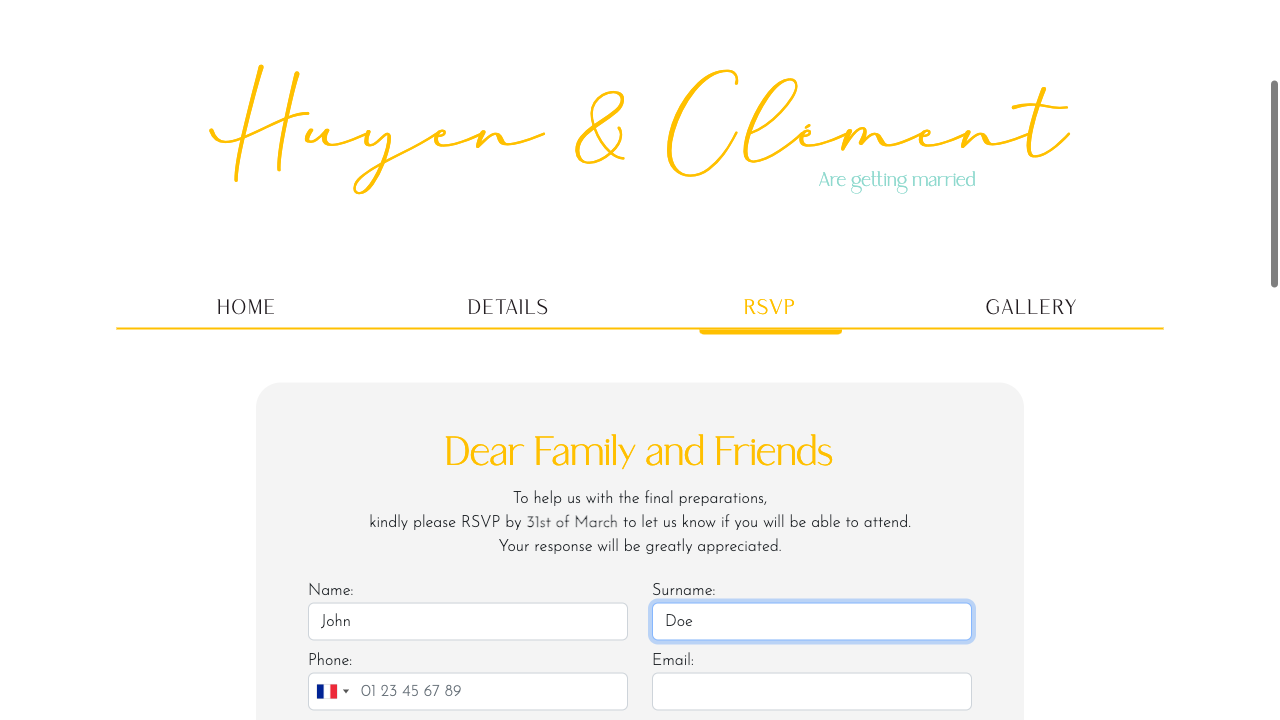 Huyen & Clément
Are getting married
HOME DETAILS RSVP GALLERY
Dear Family and Friends
To help us with the final preparations,
kindly please RSVP by 31st of March to let us know if you will be able to attend.
Your response will be greatly appreciated.
Name: Surname:
John Doe
Phone: Email:
01 23 45 67 89